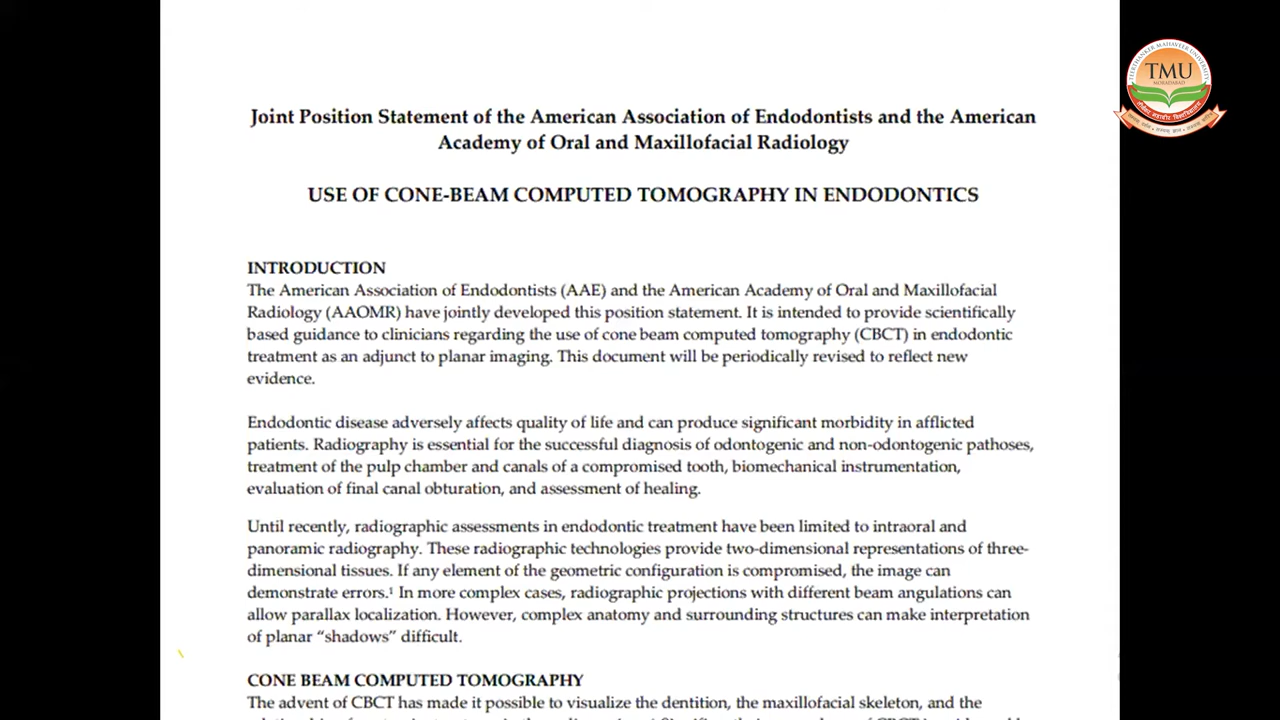 Joint Position Statement of the American Association of Endodontists and the American
Academy of Oral and Maxillofacial Radiology
USE OF CONE-BEAM COMPUTED TOMOGRAPHY IN ENDODONTICS
INTRODUCTION
The American Association of Endodontists (AAE) and the American Academy of Oral and Maxillofacial
Radiology (AAOMR) have jointly developed this position statement. It is intended to provide scientifically
based guidance to clinicians regarding the use of cone beam computed tomography (CBCT) in endodontic
treatment as an adjunct to planar imaging. This document will be periodically revised to reflect new
evidence.
Endodontic disease adversely affects quality of life and can produce significant morbidity in afflicted
patients. Radiography is essential for the successful diagnosis of odontogenic and non-odontogenic pathoses,
treatment of the pulp chamber and canals of a compromised tooth, biomechanical instrumentation,
evaluation of final canal obturation, and assessment of healing.
Until recently, radiographic assessments in endodontic treatment have been limited to intraoral and
panoramic radiography. These radiographic technologies provide two-dimensional representations of three-
dimensional tissues. If any element of the geometric configuration is compromised, the image can
demonstrate errors.¹ In more complex cases, radiographic projections with different beam angulations can
allow parallax localization. However, complex anatomy and surrounding structures can make interpretation
of planar “shadows” difficult.
CONE BEAM COMPUTED TOMOGRAPHY
The advent of CBCT has made it possible to visualize the dentition, the maxillofacial skeleton, and the
TEERTHANKER MAHAVEER UNIVERSITY
TMU
MORADABAD